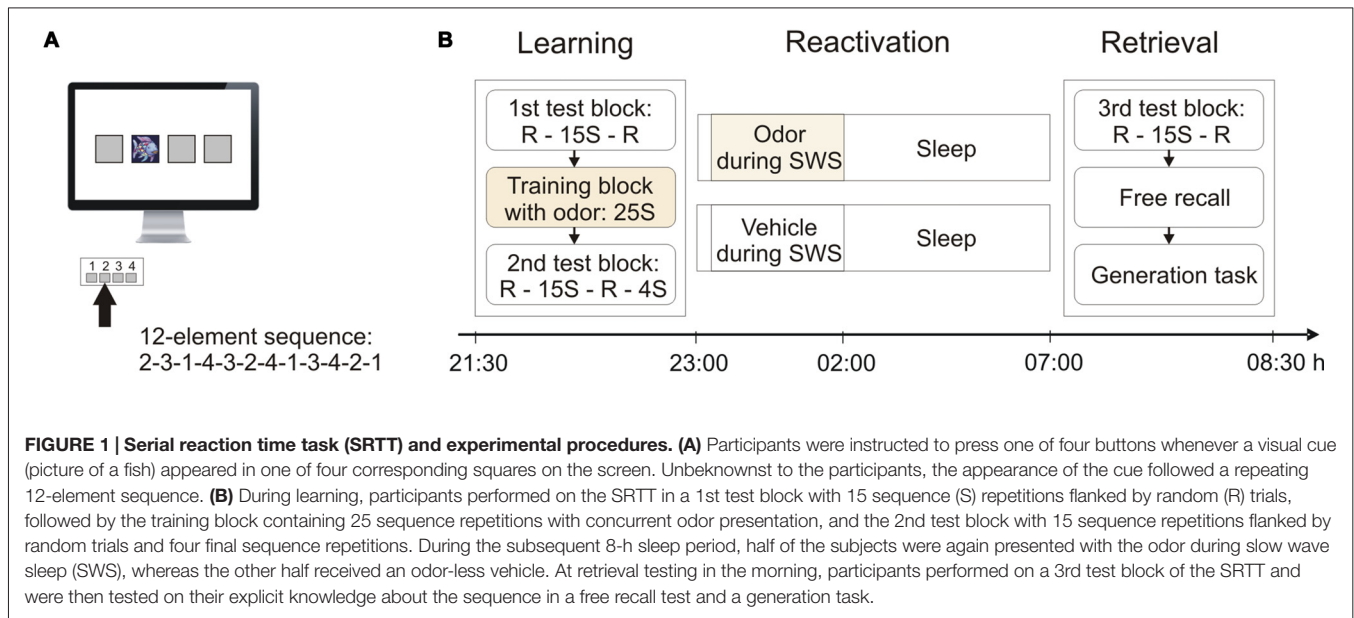 A
1 2 3 4
12-element sequence:
2-3-1-4-3-2-4-1-3-4-2-1
B
Learning
Reactivation
Retrieval
1st test block:
R - 15S - R
Training block
with odor: 25S
2nd test block:
R - 15S - R - 4S
Odor
during SWS
Sleep
Vehicle
during SWS
Sleep
3rd test block:
R - 15S - R
Free recall
Generation task
21:30
23:00
02:00
07:00
08:30 h
FIGURE 1 | Serial reaction time task (SRTT) and experimental procedures. (A) Participants were instructed to press one of four buttons whenever a visual cue
(picture of a fish) appeared in one of four corresponding squares on the screen. Unbeknownst to the participants, the appearance of the cue followed a repeating
12-element sequence. (B) During learning, participants performed on the SRTT in a 1st test block with 15 sequence (S) repetitions flanked by random (R) trials,
followed by the training block containing 25 sequence repetitions with concurrent odor presentation, and the 2nd test block with 15 sequence repetitions flanked by
random trials and four final sequence repetitions. During the subsequent 8-h sleep period, half of the subjects were again presented with the odor during slow wave
sleep (SWS), whereas the other half received an odor-less vehicle. At retrieval testing in the morning, participants performed on a 3rd test block of the SRTT and
were then tested on their explicit knowledge about the sequence in a free recall test and a generation task.